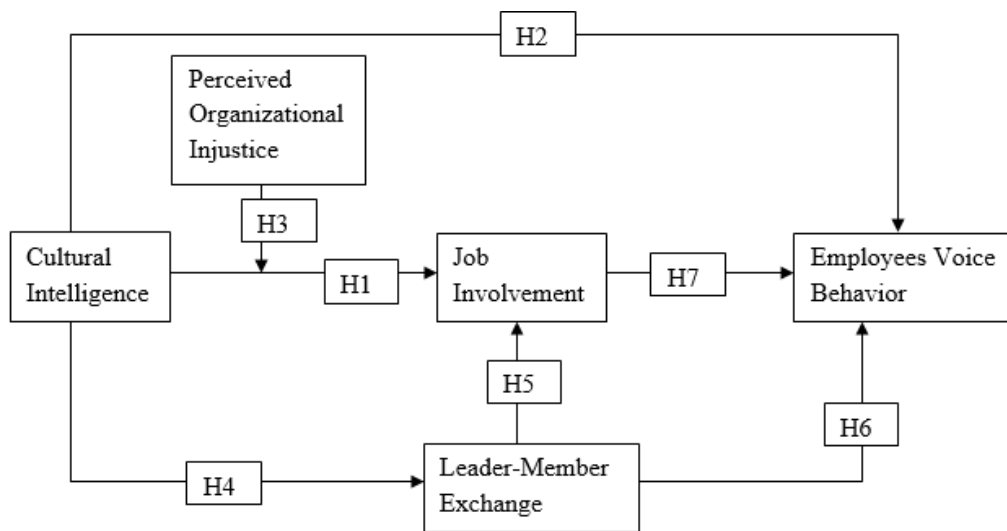 H2
Perceived
Organizational
Injustice
H3
Cultural
Intelligence
H1
Job
Involvement
H7
Employees Voice
Behavior
H5
H6
H4
Leader-Member
Exchange